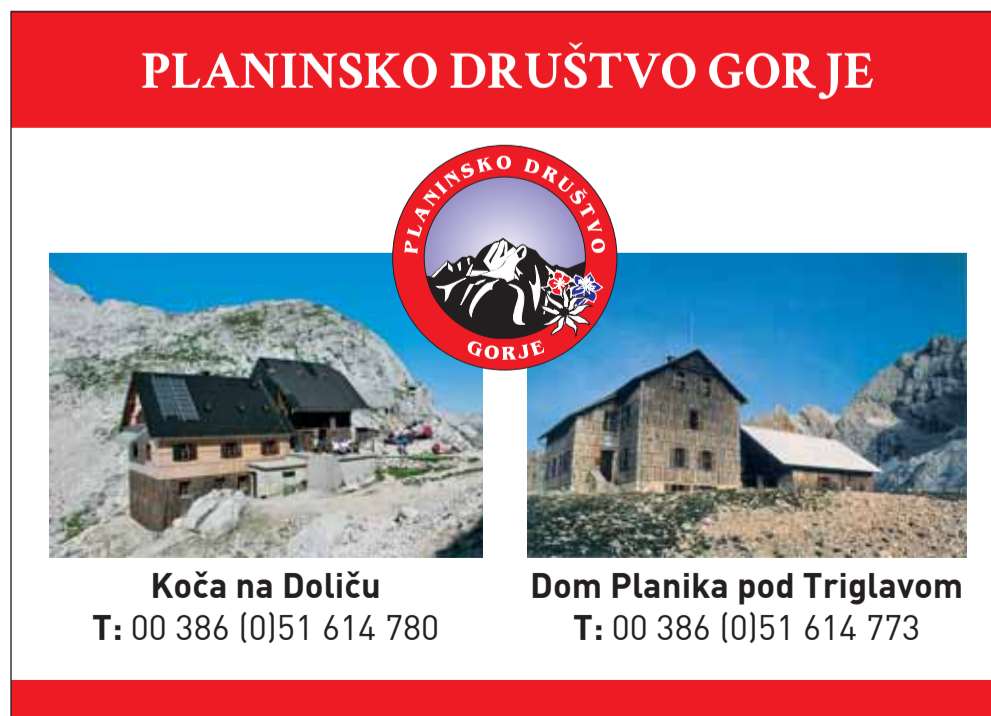 PLANINSKO DRUŠTVO GORJE
PLANINSKO DRUŠTVO
GORJE
Koča na Doliču
T: 00 386 (0)51 614 780
Dom Planika pod Triglavom
T: 00 386 (0)51 614 773